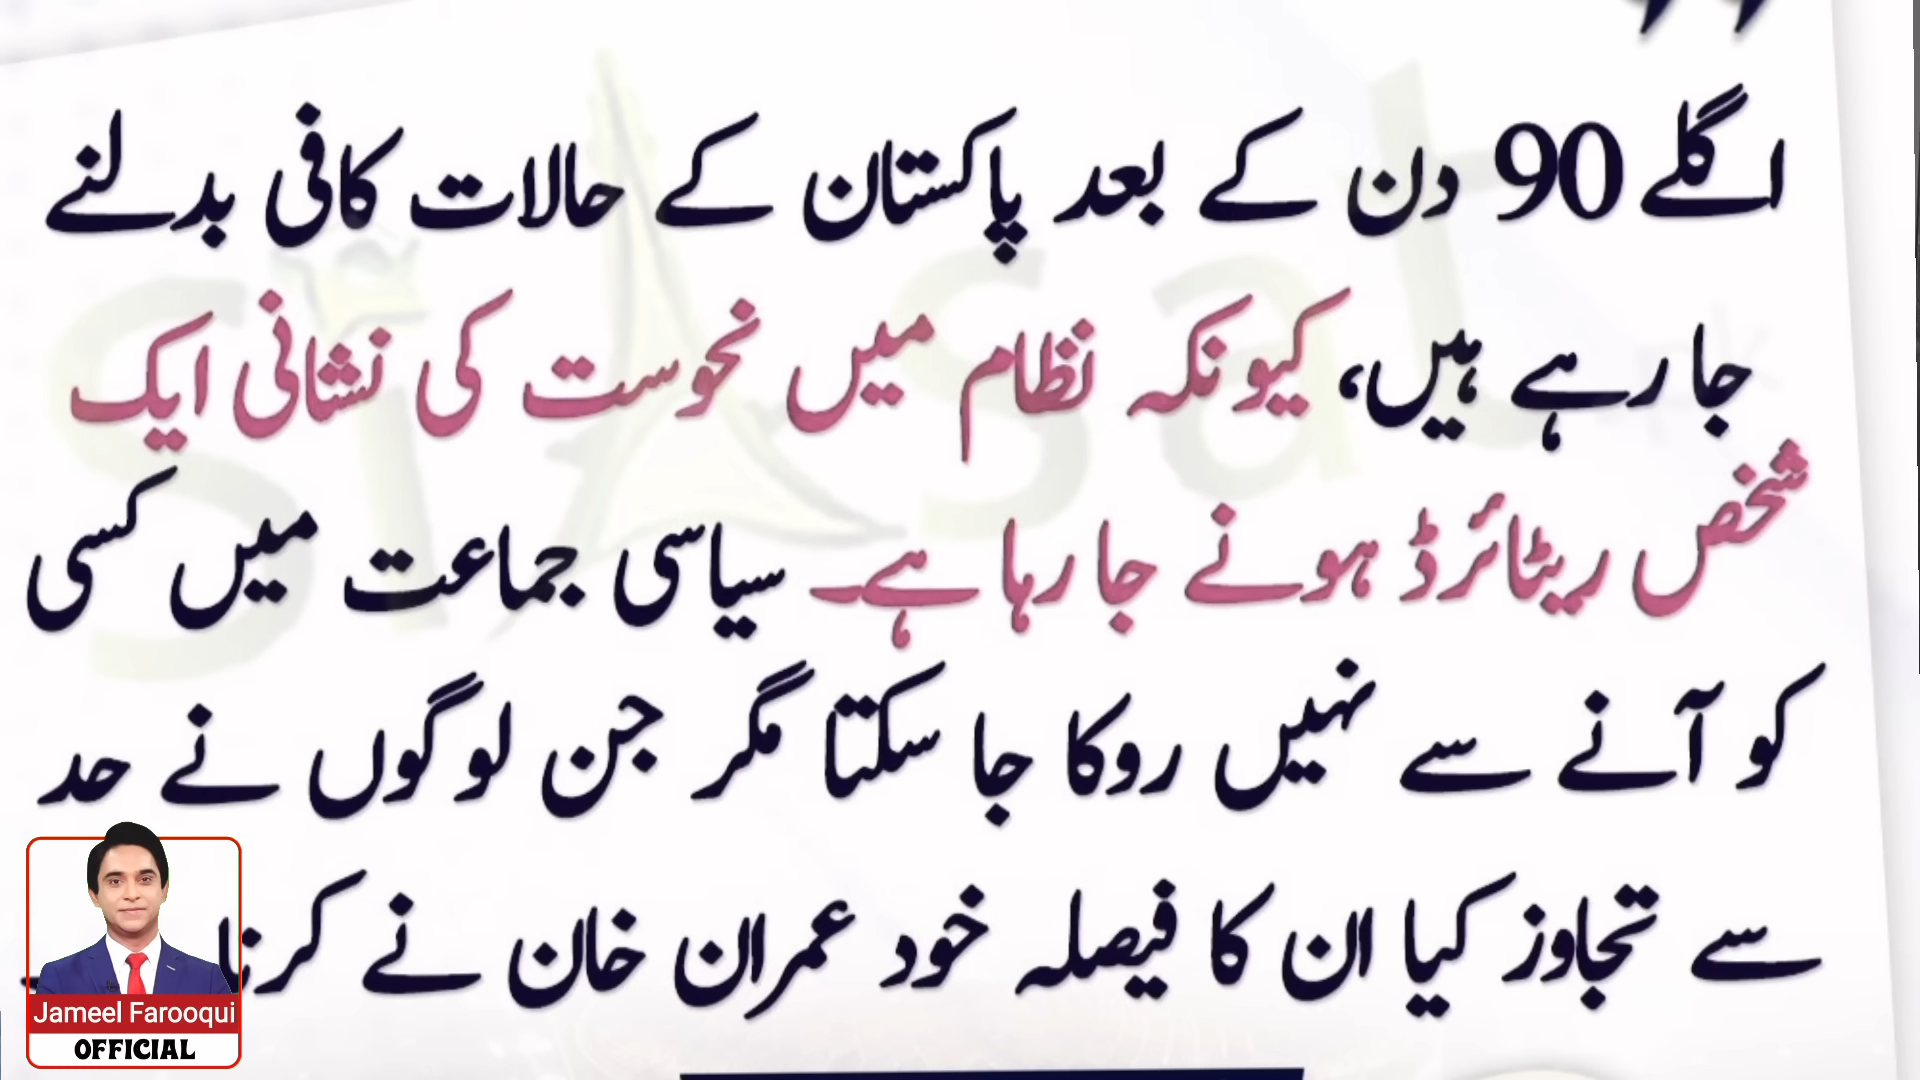 اگلے 90 دن کے بعد پاکستان کے حالات کافی بدلنے
جا رہے ہیں، کیونکہ نظام میں نحوست کی نشانی ایک
شخص ریٹائرڈ ہونے جا رہا ہے۔ سیاسی جماعت میں کسی
کو آنے سے نہیں روکا جا سکتا مگر جن لوگوں نے حد
سے تجاوز کیا ان کا فیصلہ خود عمران خان نے کرنا
Siasat
Jameel Farooqui
OFFICIAL